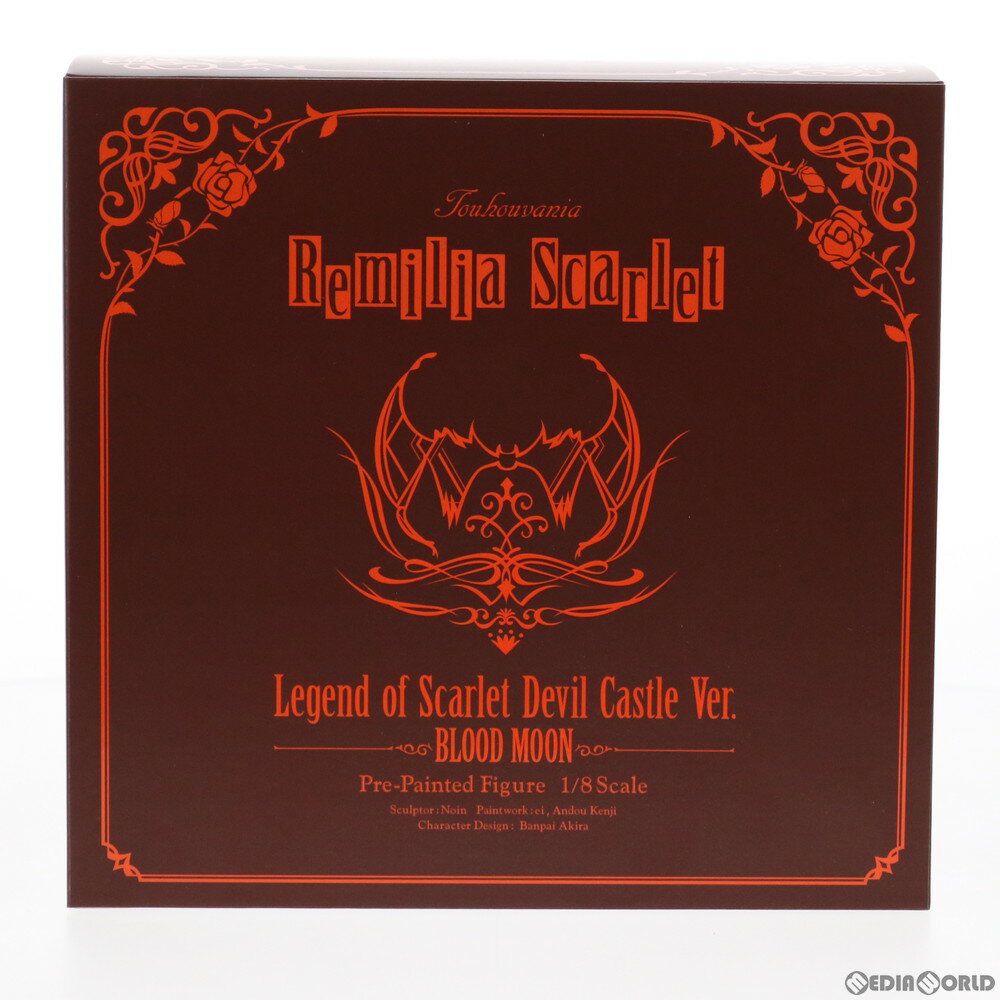 Touhouvania
Remilia Scarlet
Legend of Scarlet Devil Castle Ver.
BLOOD MOON
Pre-Painted Figure 1/8 Scale
Sculptor : Noin Paintwork : ei , Andou Kenji
Character Design : Banpai Akira
MEDIAWORLD